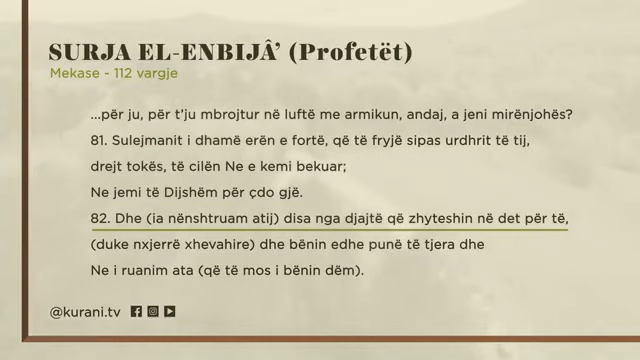 SURJA EL-ENBIJÂ’ (Profetët)
Mekase - 112 vargje
...për ju, për t’ju mbrojtur në luftë me armikun, andaj, a jeni mirënjohës?
81. Sulejmanit i dhamë erën e fortë, që të fryjë sipas urdhrit të tij,
drejt tokës, të cilën Ne e kemi bekuar;
Ne jemi të Dijshëm për çdo gjë.
82. Dhe (ia nënshtruam atij) disa nga djajtë që zhyteshin në det për të,
(duke nxjerrë xhevahire) dhe bënin edhe punë të tjera dhe
Ne i ruanim ata (që të mos i bënin dëm).
@kurani.tv